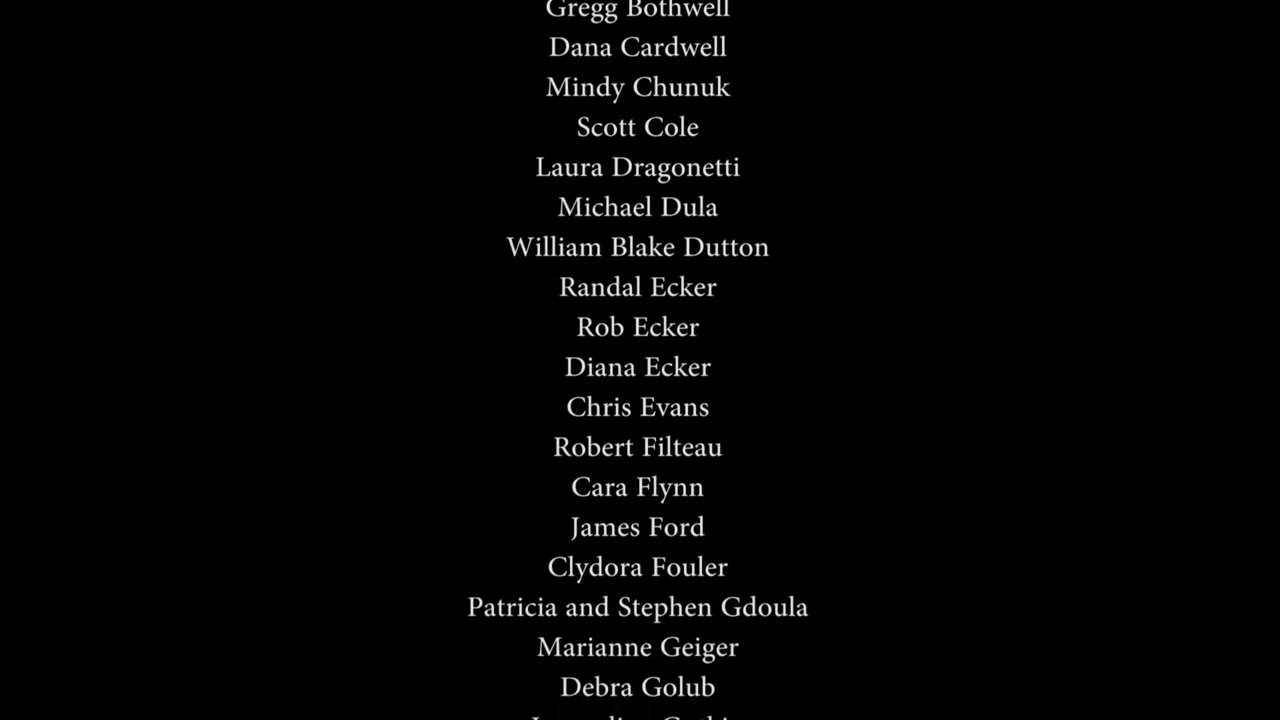 Gregg Bothwell
Dana Cardwell
Mindy Chunuk
Scott Cole
Laura Dragonetti
Michael Dula
William Blake Dutton
Randal Ecker
Rob Ecker
Diana Ecker
Chris Evans
Robert Filteau
Cara Flynn
James Ford
Clydora Fouler
Patricia and Stephen Gdoula
Marianne Geiger
Debra Golub